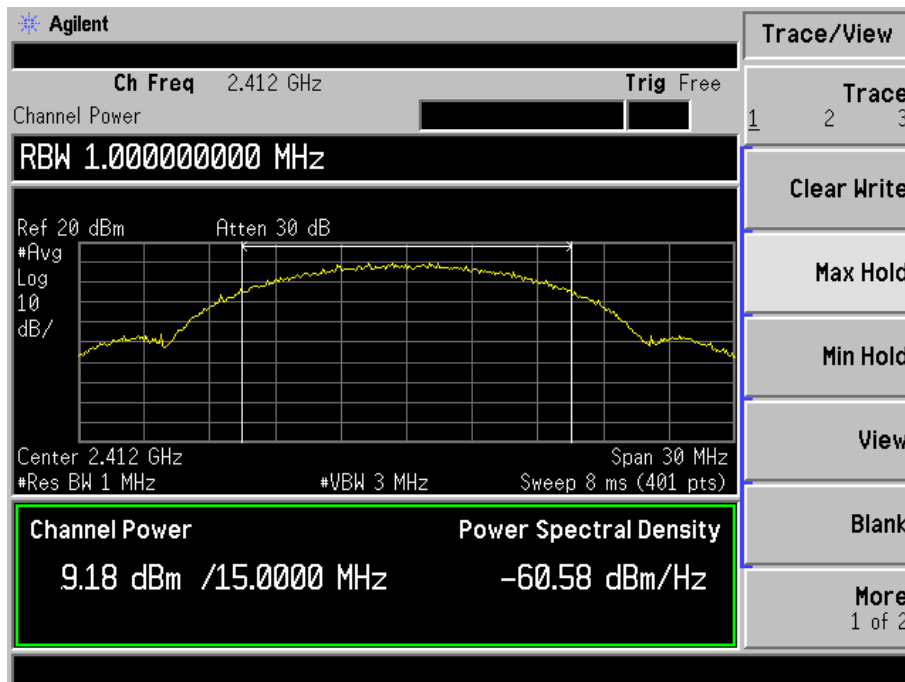 Agilent
Trace/View
Ch Freq 2.412 GHz Trig Free
Channel Power
Trace
1 2 3
RBW 1.000000000 MHz
Clear Write
Ref 20 dBm Atten 30 dB
#Avg
Log
10
dB/
Max Hold
Min Hold
Center 2.412 GHz Span 30 MHz
#Res BW 1 MHz #VBW 3 MHz Sweep 8 ms (401 pts)
View
Channel Power Power Spectral Density
9.18 dBm /15.0000 MHz -60.58 dBm/Hz
Blank
More
1 of 2